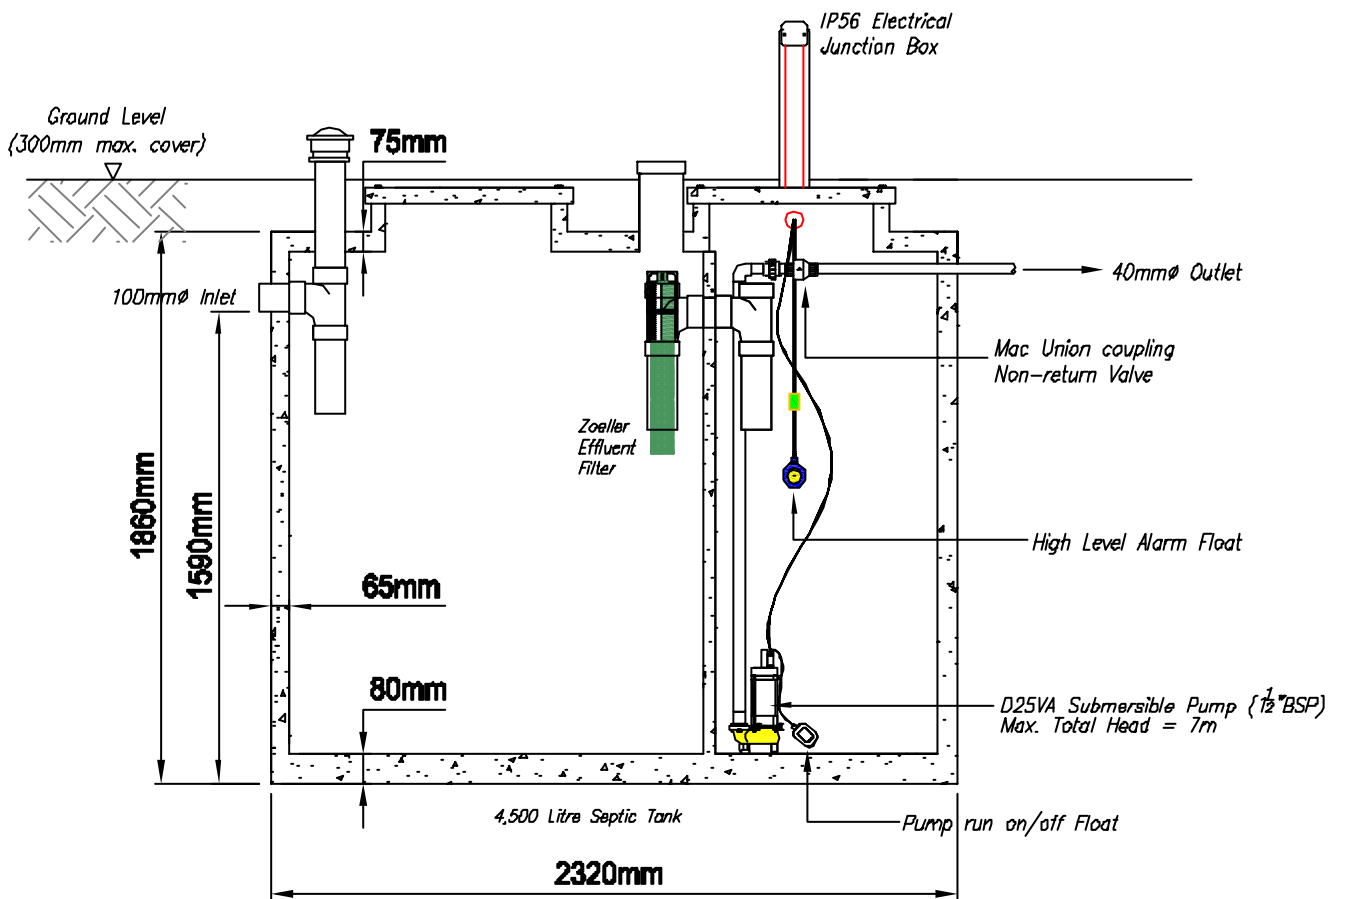 IP56 Electrical
Junction Box
Ground Level
(300mm max. cover)
75mm
100mmø Inlet
40mmø Outlet
Mac Union coupling
Non-return Valve
Zoeller
Effluent
Filter
1860mm
1590mm
High Level Alarm Float
65mm
80mm
D25VA Submersible Pump (1½"BSP)
Max. Total Head = 7m
4,500 Litre Septic Tank
Pump run on/off Float
2320mm